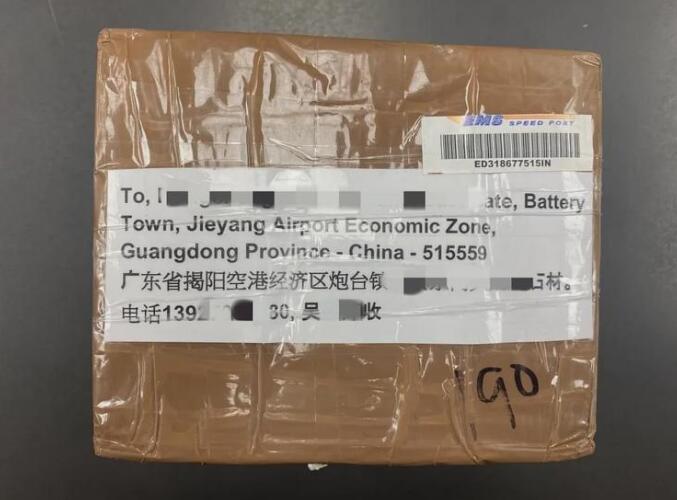 EMS SPEED POST
ED318677515IN
To, ate, Battery
Town, Jieyang Airport Economic Zone,
Guangdong Province - China - 515559
广东省揭阳空港经济区炮台镇 石材。
电话139 80, 吴 收
190